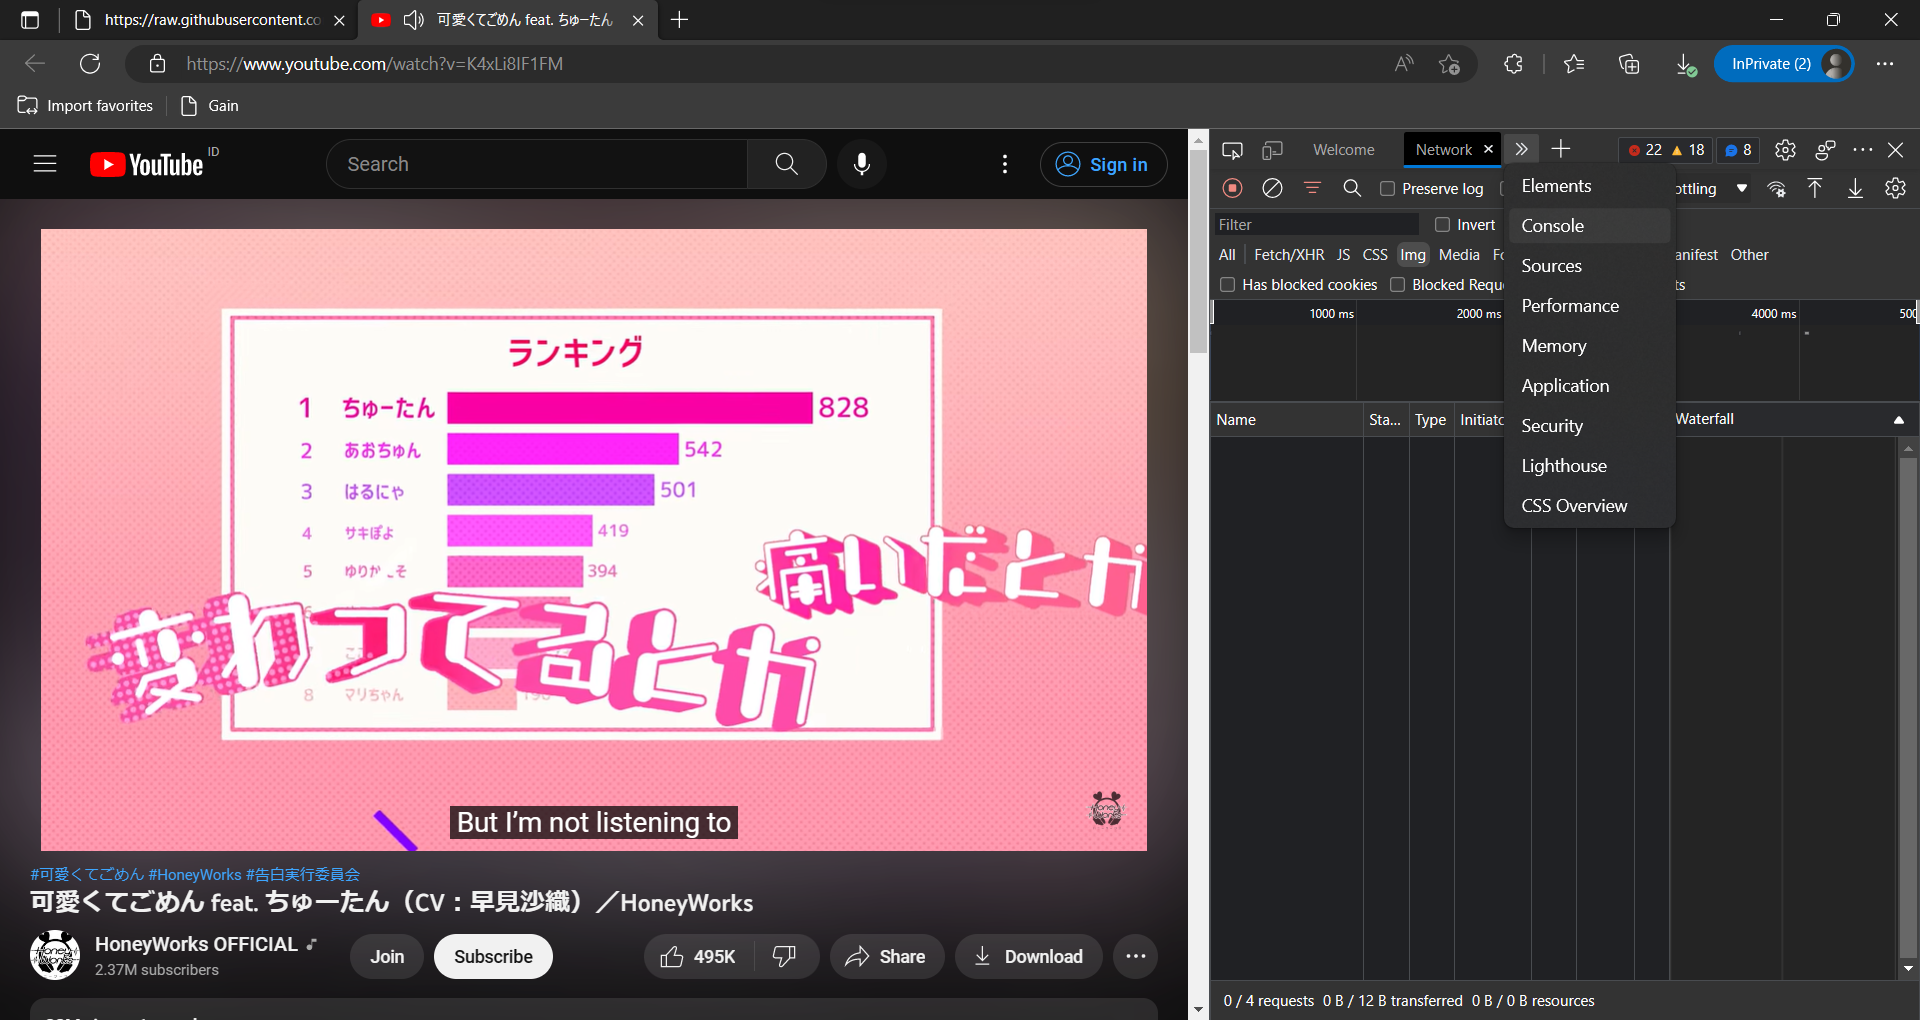 https://raw.githubusercontent.co
可愛くてごめん feat. ちゅーたん
https://www.youtube.com/watch?v=K4xLi8IF1FM
InPrivate (2)
Import favorites
Gain
YouTube ID
Search
Sign in
ランキング
1 ちゅーたん 828
2 あおちゅん 542
3 はるにゃ 501
4 サキぽよ 419
5 394
変わってるとか
痛いだとか
8 マリちゃん
But I’m not listening to
#可愛くてごめん #HoneyWorks #告白実行委員会
可愛くてごめん feat. ちゅーたん（CV：早見沙織）／HoneyWorks
HoneyWorks OFFICIAL
2.37M subscribers
Join
Subscribe
495K
Share
Download
Welcome
Network
22 18 8
Preserve log
ottling
Filter
Invert
All Fetch/XHR JS CSS Img Media Fo
anifest Other
Has blocked cookies Blocked Requ
ts
1000 ms 2000 ms 4000 ms 500
Name Sta... Type Initiato Waterfall
Elements
Console
Sources
Performance
Memory
Application
Security
Lighthouse
CSS Overview
0 / 4 requests 0 B / 12 B transferred 0 B / 0 B resources